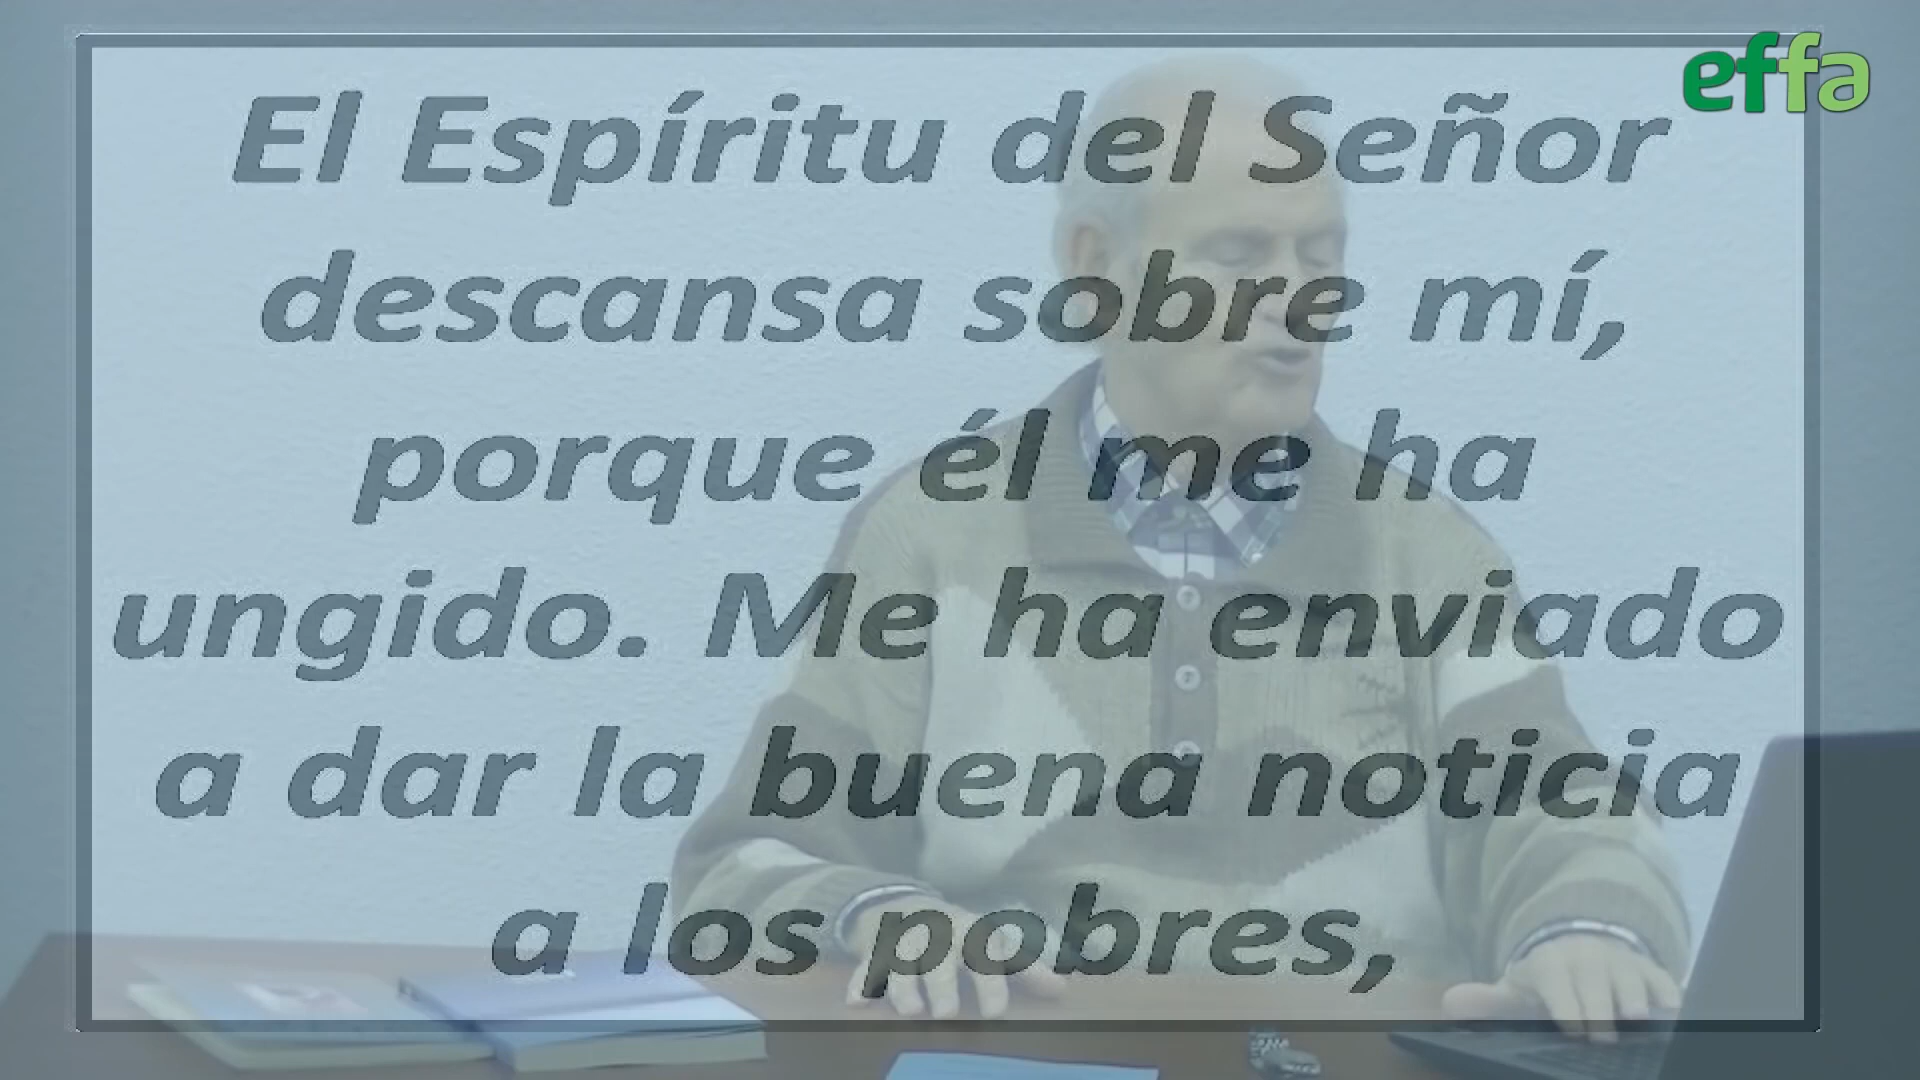 effa
El Espíritu del Señor
descansa sobre mí,
porque él me ha
ungido. Me ha enviado
a dar la buena noticia
a los pobres,